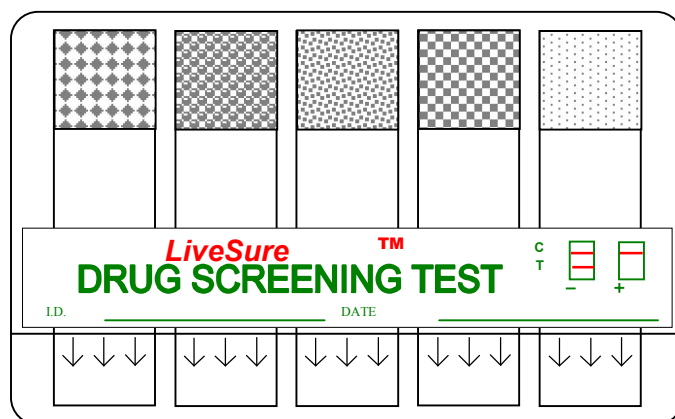 LiveSure ™
DRUG SCREENING TEST
C
T
− +
I.D. DATE